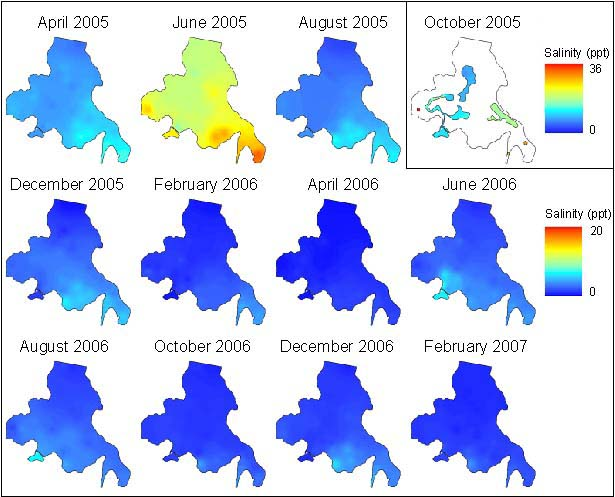 April 2005
June 2005
August 2005
October 2005
Salinity (ppt)
36
0
December 2005
February 2006
April 2006
June 2006
Salinity (ppt)
20
0
August 2006
October 2006
December 2006
February 2007